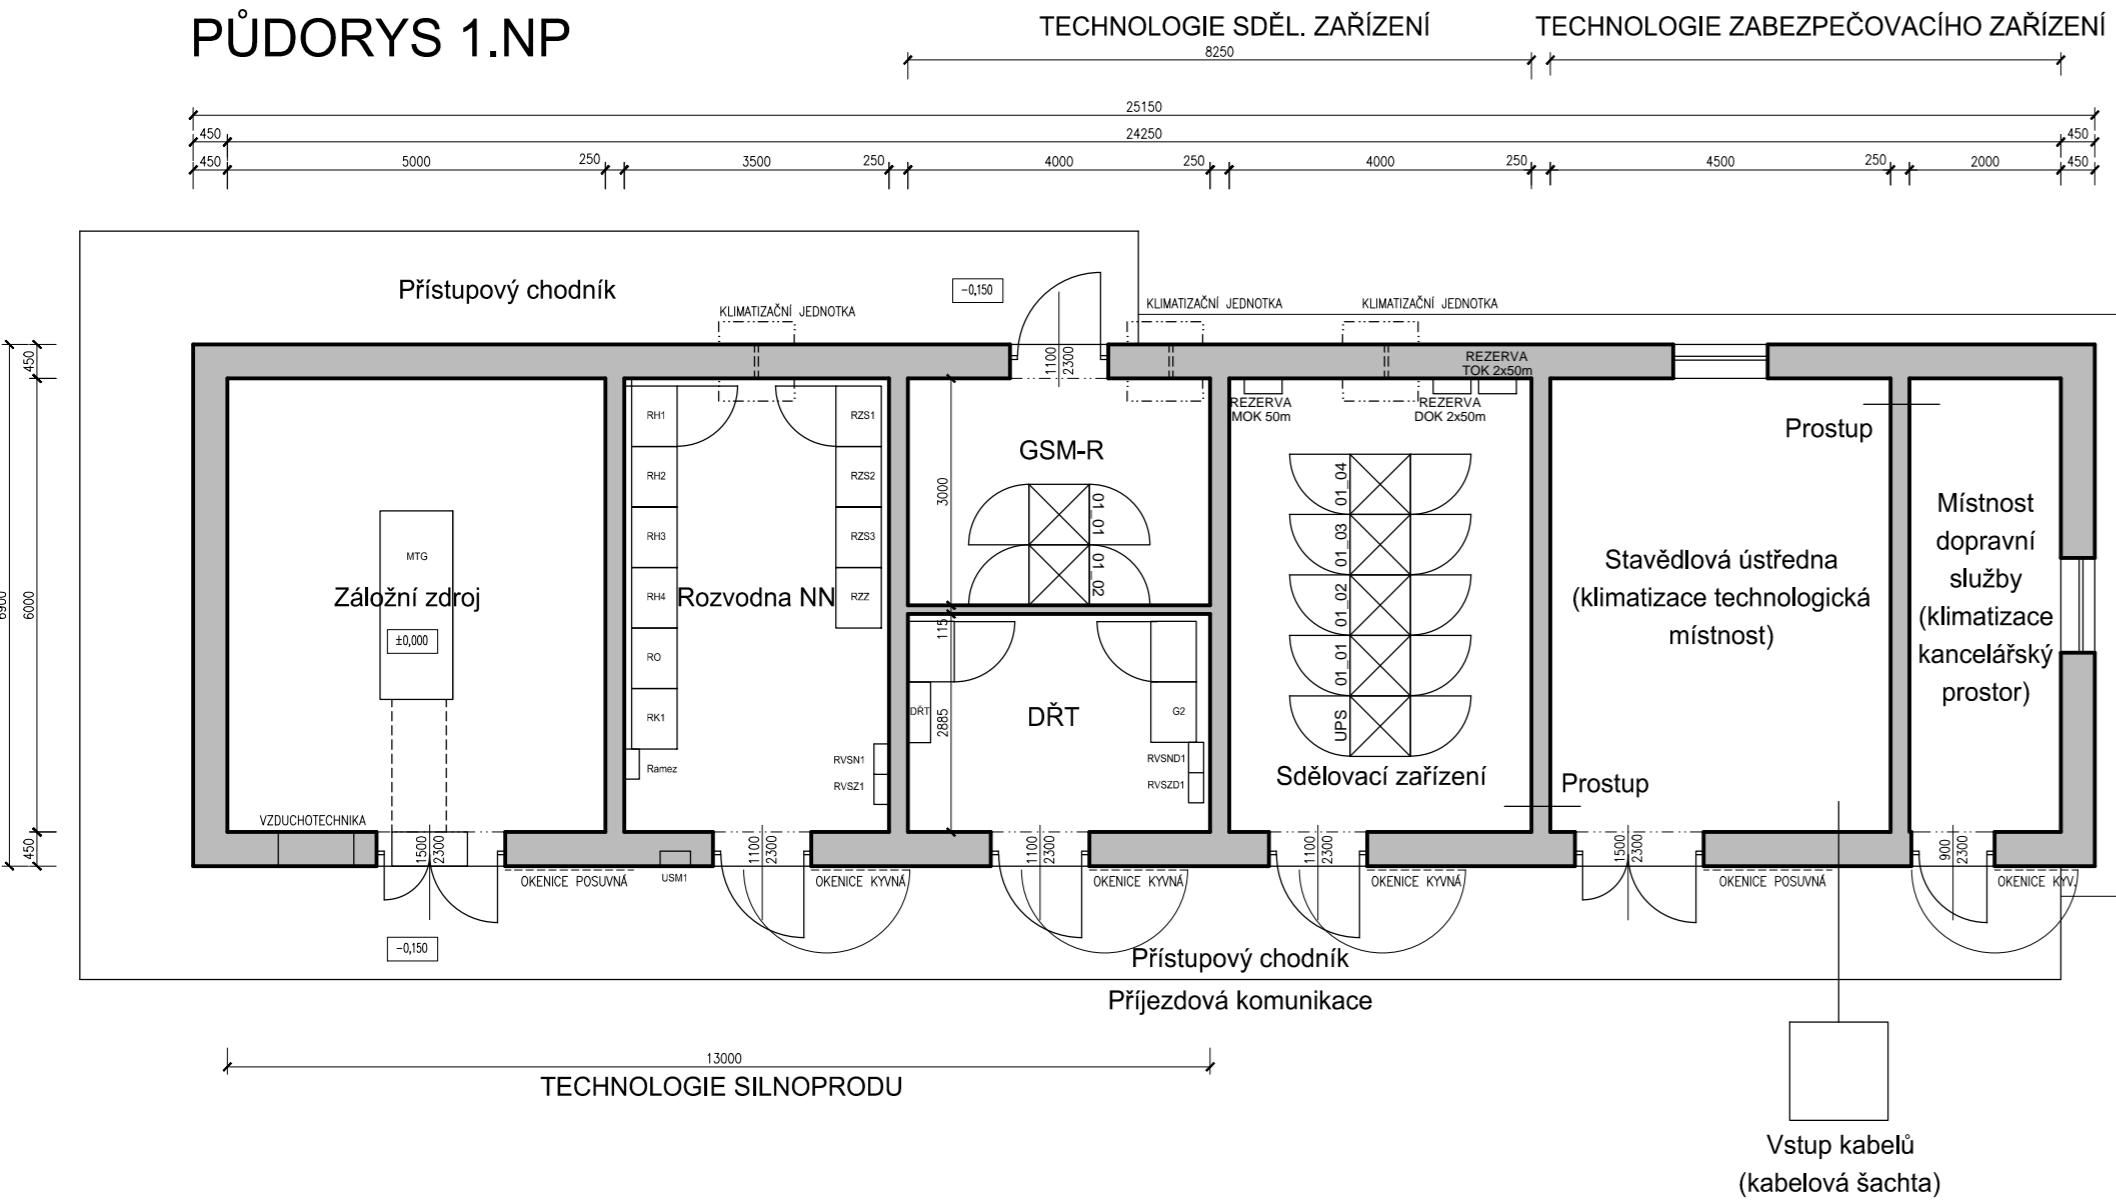 PŮDORYS 1.NP
TECHNOLOGIE SDĚL. ZAŘÍZENÍ
TECHNOLOGIE ZABEZPEČOVACÍHO ZAŘÍZENÍ
8250
25150
450
24250
450
450
5000
250
3500
250
4000
250
4000
250
4500
250
2000
450
Přístupový chodník
-0,150
KLIMATIZAČNÍ JEDNOTKA
KLIMATIZAČNÍ JEDNOTKA
KLIMATIZAČNÍ JEDNOTKA
450
6000
6900
450
1100
2300
REZERVA
TOK 2x50m
REZERVA
MOK 50m
REZERVA
DOK 2x50m
RH1
RH2
RH3
RH4
RO
RK1
Ramez
RZS1
RZS2
RZS3
RZZ
RVSN1
RVSZ1
MTG
Záložní zdroj
±0,000
Rozvodna NN
GSM-R
3000
01_01
01_02
115
2885
DŘT
DŘT
G2
RVSND1
RVSZD1
01_04
01_03
01_02
01_01
UPS
Sdělovací zařízení
Prostup
Stavědlová ústředna
(klimatizace technologická
místnost)
Prostup
Místnost
dopravní
služby
(klimatizace
kancelářský
prostor)
VZDUCHOTECHNIKA
1500
2300
OKENICE POSUVNÁ
USM1
1100
2300
OKENICE KYVNÁ
1100
2300
OKENICE KYVNÁ
1100
2300
OKENICE KYVNÁ
1500
2300
OKENICE POSUVNÁ
900
2300
OKENICE KYV.
-0,150
Přístupový chodník
Příjezdová komunikace
13000
TECHNOLOGIE SILNOPRODU
Vstup kabelů
(kabelová šachta)